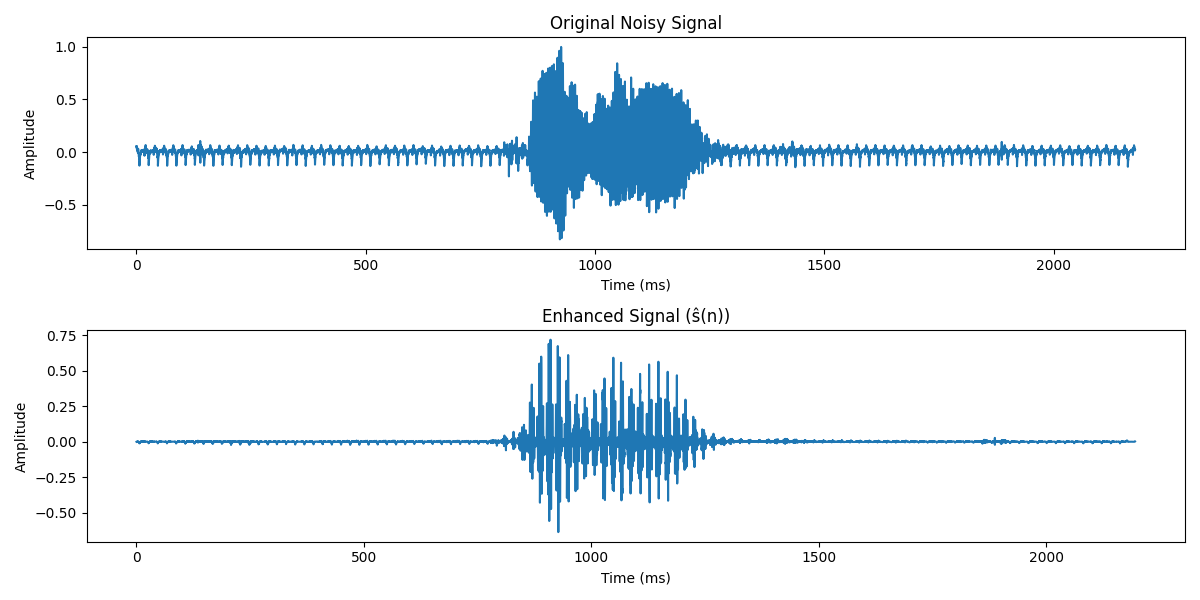 Original Noisy Signal
1.0
0.5
0.0
−0.5
Amplitude
0 500 1000 1500 2000
Time (ms)
Enhanced Signal (ŝ(n))
0.75
0.50
0.25
0.00
−0.25
−0.50
Amplitude
0 500 1000 1500 2000
Time (ms)